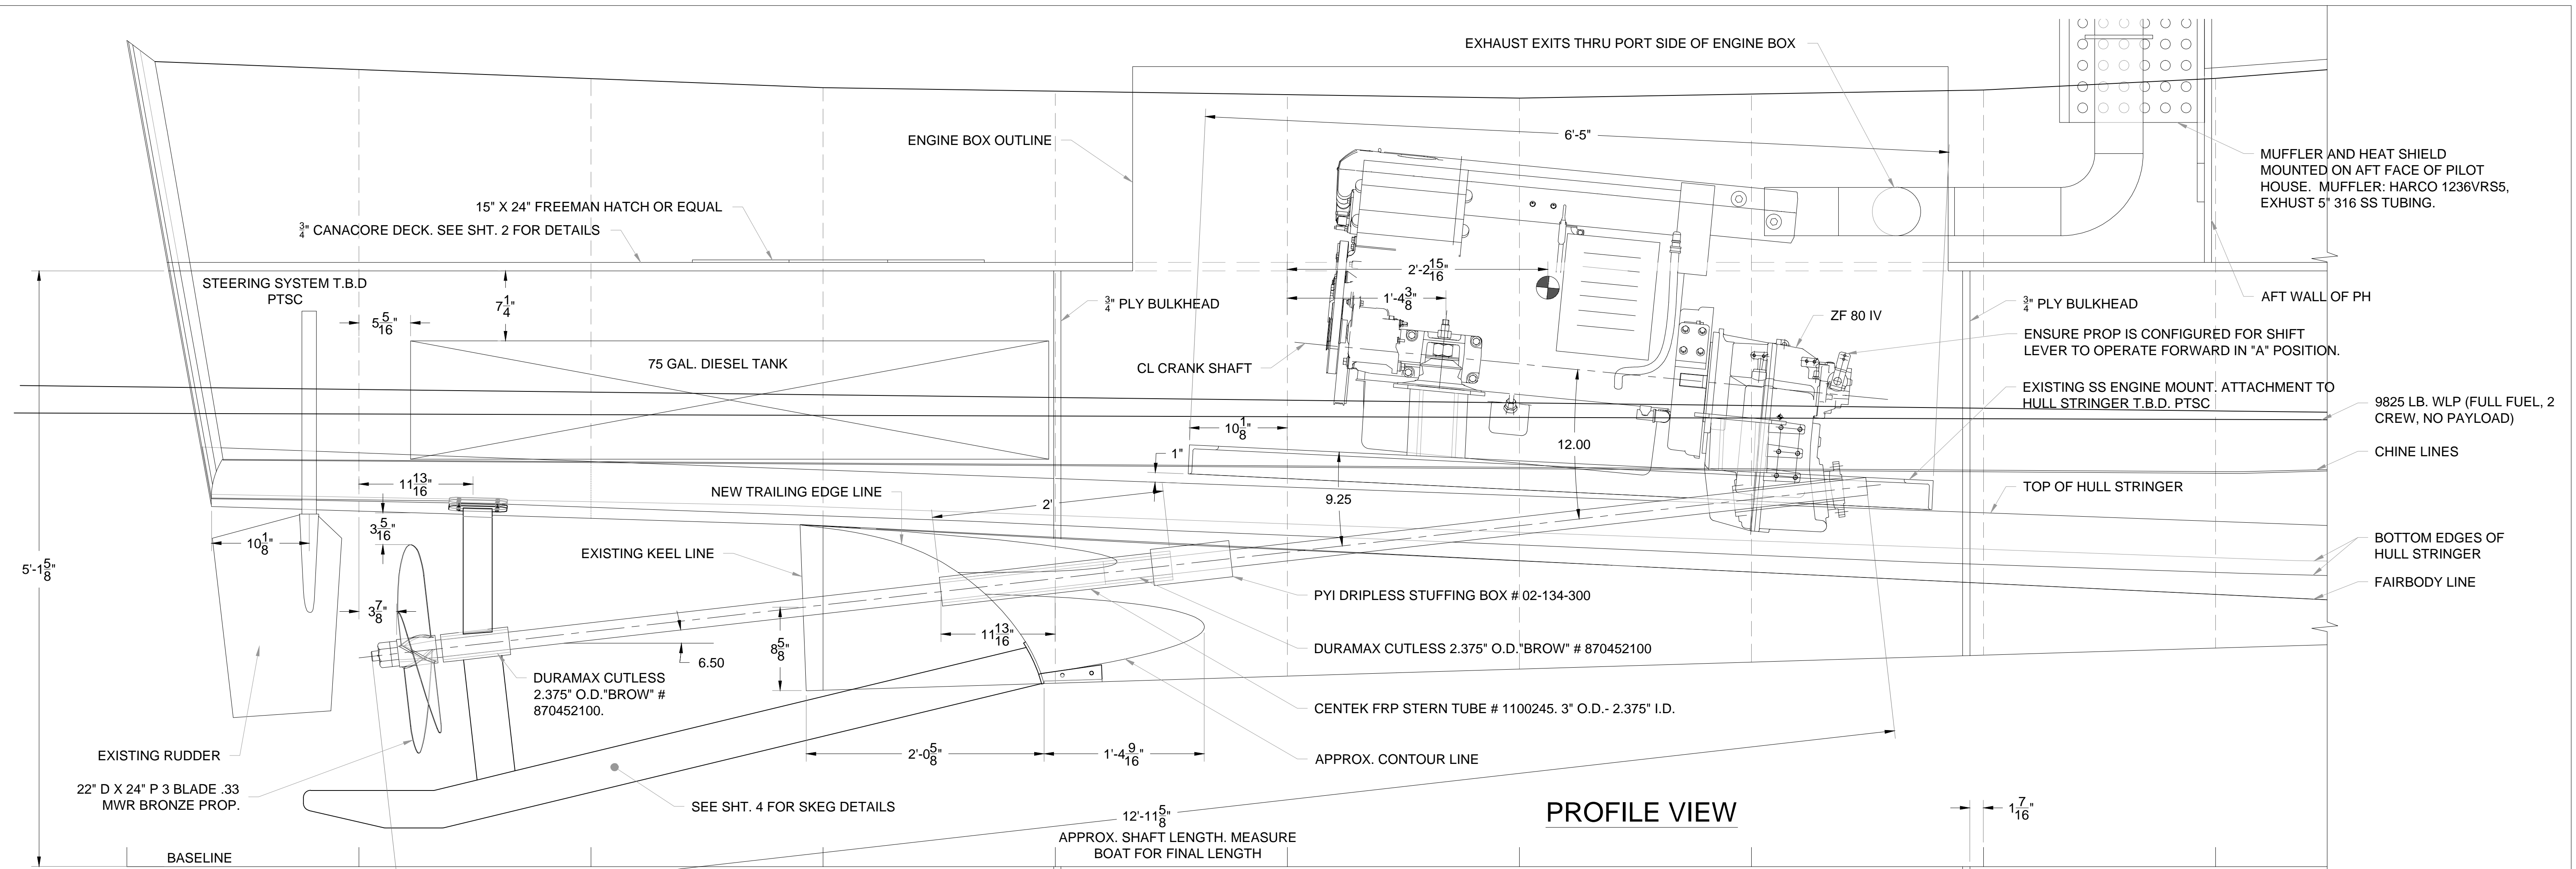 EXHAUST EXITS THRU PORT SIDE OF ENGINE BOX
6'-5"
ENGINE BOX OUTLINE
MUFFLER AND HEAT SHIELD
MOUNTED ON AFT FACE OF PILOT
HOUSE. MUFFLER: HARCO 1236VRS5,
EXHUST 5" 316 SS TUBING.
15" X 24" FREEMAN HATCH OR EQUAL
3/4" CANACORE DECK. SEE SHT. 2 FOR DETAILS
STEERING SYSTEM T.B.D
PTSC
5 5/16"
7 1/4"
3/4" PLY BULKHEAD
2'-2 15/16"
1'-4 3/8"
3/4" PLY BULKHEAD
AFT WALL OF PH
ZF 80 IV
ENSURE PROP IS CONFIGURED FOR SHIFT
LEVER TO OPERATE FORWARD IN "A" POSITION.
75 GAL. DIESEL TANK
CL CRANK SHAFT
EXISTING SS ENGINE MOUNT. ATTACHMENT TO
HULL STRINGER T.B.D. PTSC
9825 LB. WLP (FULL FUEL, 2
CREW, NO PAYLOAD)
10 1/8"
12.00
1"
CHINE LINES
11 13/16"
NEW TRAILING EDGE LINE
2'
9.25
TOP OF HULL STRINGER
3 5/16"
10 1/8"
EXISTING KEEL LINE
BOTTOM EDGES OF
HULL STRINGER
5'-1 5/8"
FAIRBODY LINE
3 7/8"
PYI DRIPLESS STUFFING BOX # 02-134-300
11 13/16"
8 5/8"
6.50
DURAMAX CUTLESS 2.375" O.D."BROW" # 870452100
DURAMAX CUTLESS
2.375" O.D."BROW" #
870452100.
CENTEK FRP STERN TUBE # 1100245. 3" O.D.- 2.375" I.D.
EXISTING RUDDER
2'-0 5/8"
1'-4 9/16"
APPROX. CONTOUR LINE
22" D X 24" P 3 BLADE .33
MWR BRONZE PROP.
SEE SHT. 4 FOR SKEG DETAILS
12'-11 5/8"
APPROX. SHAFT LENGTH. MEASURE
BOAT FOR FINAL LENGTH
PROFILE VIEW
1 7/16"
BASELINE